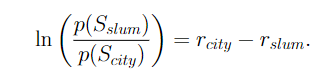 ln ( p(S_slum) / p(S_city) ) = r_city − r_slum.